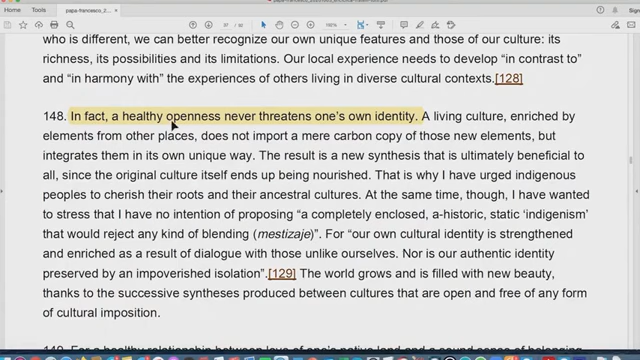 papa-francesco_2...
who is different, we can better recognize our own unique features and those of our culture: its
richness, its possibilities and its limitations. Our local experience needs to develop “in contrast to”
and “in harmony with” the experiences of others living in diverse cultural contexts.[128]
148. In fact, a healthy openness never threatens one’s own identity. A living culture, enriched by
elements from other places, does not import a mere carbon copy of those new elements, but
integrates them in its own unique way. The result is a new synthesis that is ultimately beneficial to
all, since the original culture itself ends up being nourished. That is why I have urged indigenous
peoples to cherish their roots and their ancestral cultures. At the same time, though, I have wanted
to stress that I have no intention of proposing “a completely enclosed, a-historic, static ‘indigenism’
that would reject any kind of blending (mestizaje)”. For “our own cultural identity is strengthened
and enriched as a result of dialogue with those unlike ourselves. Nor is our authentic identity
preserved by an impoverished isolation”.[129] The world grows and is filled with new beauty,
thanks to the successive syntheses produced between cultures that are open and free of any form
of cultural imposition.